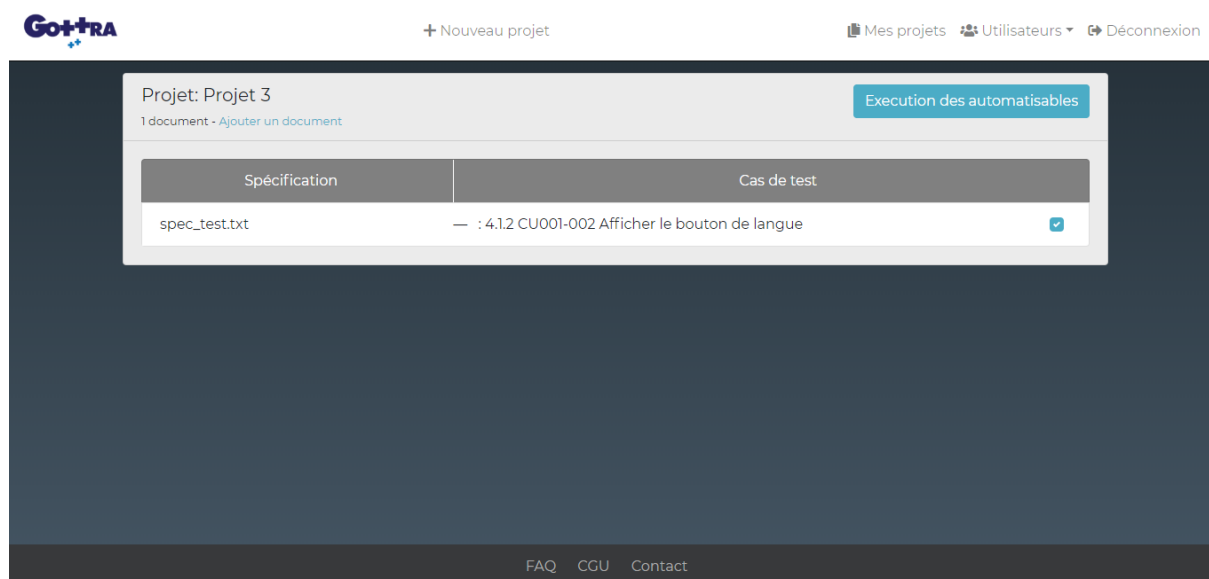 Go++RA
Nouveau projet
Mes projets Utilisateurs Déconnexion
Projet: Projet 3
Execution des automatisables
1 document - Ajouter un document
Spécification Cas de test
spec_test.txt — : 4.1.2 CU001-002 Afficher le bouton de langue
FAQ CGU Contact